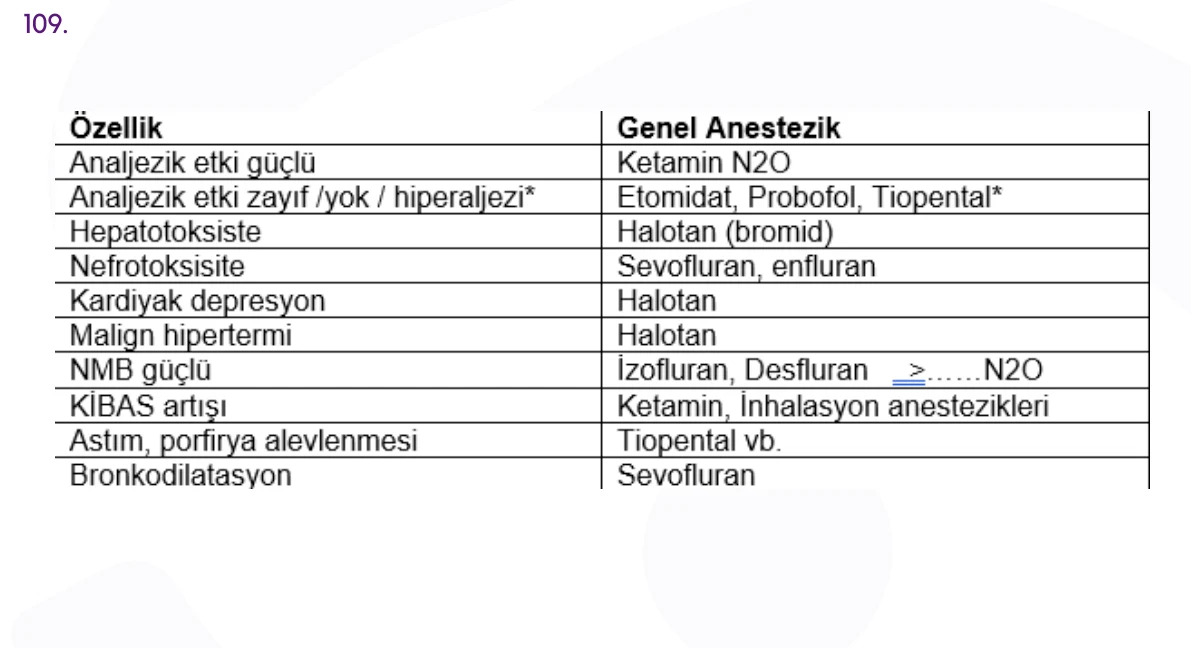 109.
Özellik Genel Anestezik
Analjezik etki güçlü Ketamin N2O
Analjezik etki zayıf /yok / hiperaljezi* Etomidat, Probofol, Tiopental*
Hepatotoksiste Halotan (bromid)
Nefrotoksisite Sevofluran, enfluran
Kardiyak depresyon Halotan
Malign hipertermi Halotan
NMB güçlü İzofluran, Desfluran >......N2O
KİBAS artışı Ketamin, İnhalasyon anestezikleri
Astım, porfirya alevlenmesi Tiopental vb.
Bronkodilatasyon Sevofluran